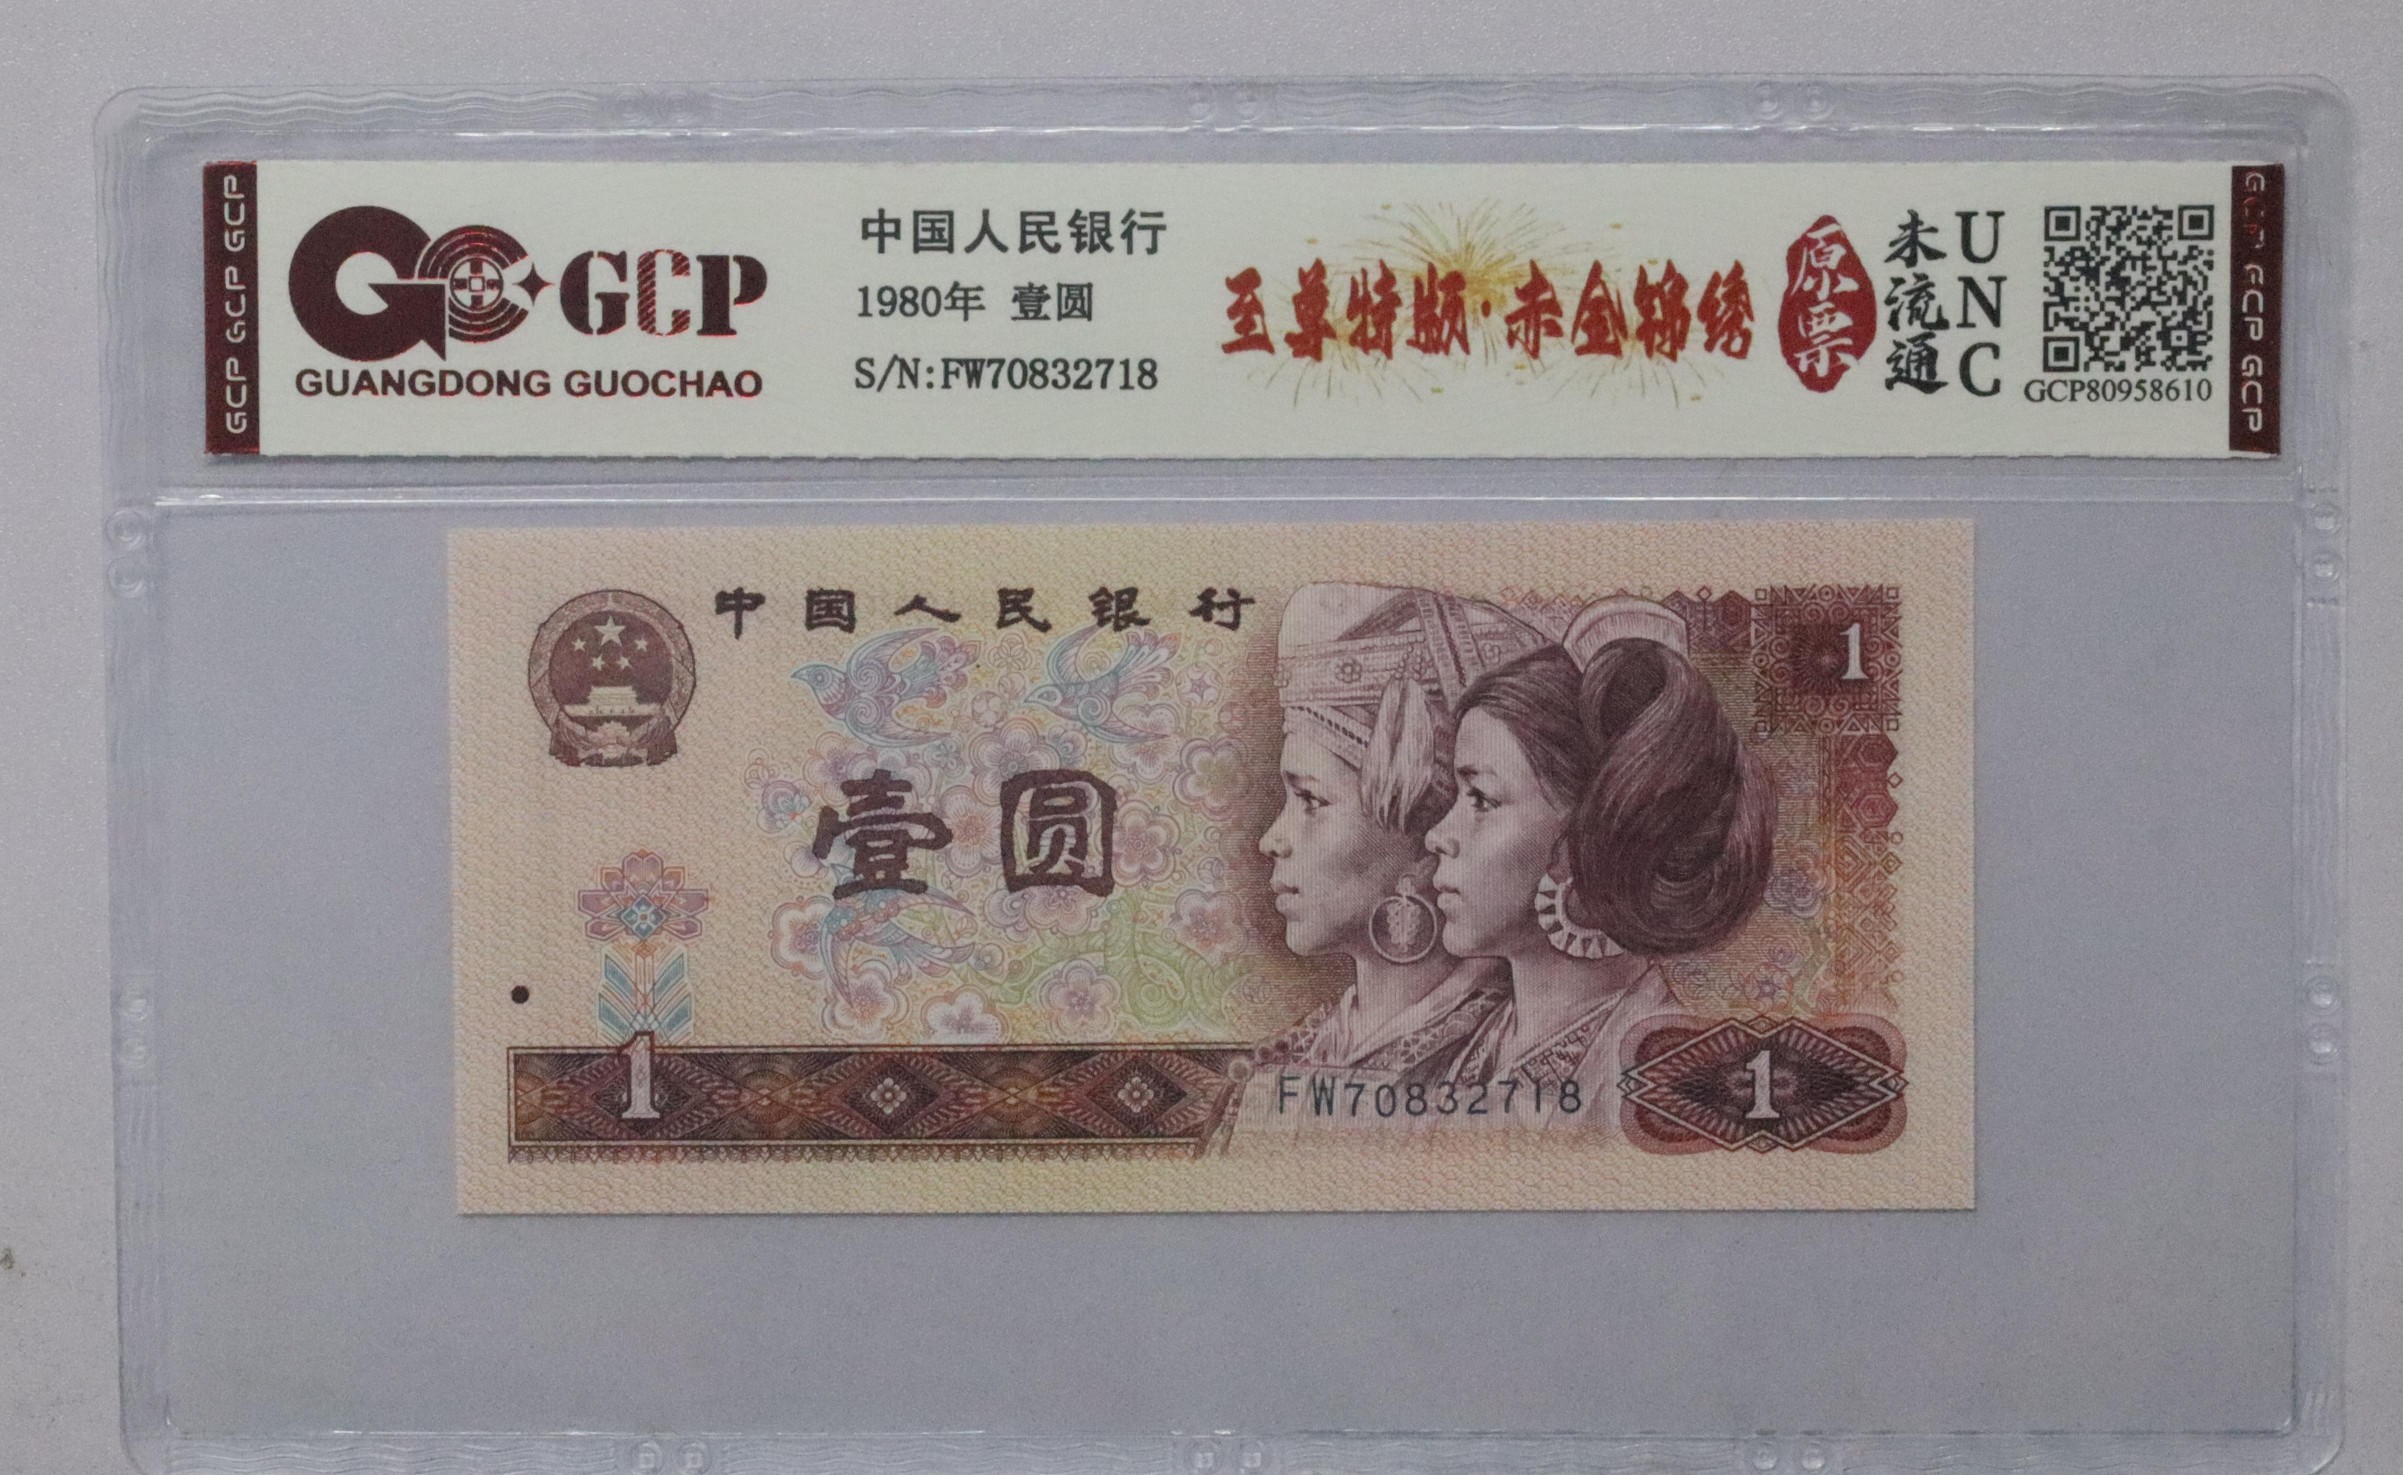 GCP GCP GCP
GCP
GUANGDONG GUOCHAO
中国人民银行
1980年 壹圆
S/N:FW70832718
至尊特版·赤金锦绣
原票
未流通
UNC
GCP80958610
GCP GCP GCP
中国人民银行
1
壹圆
1
FW70832718
1